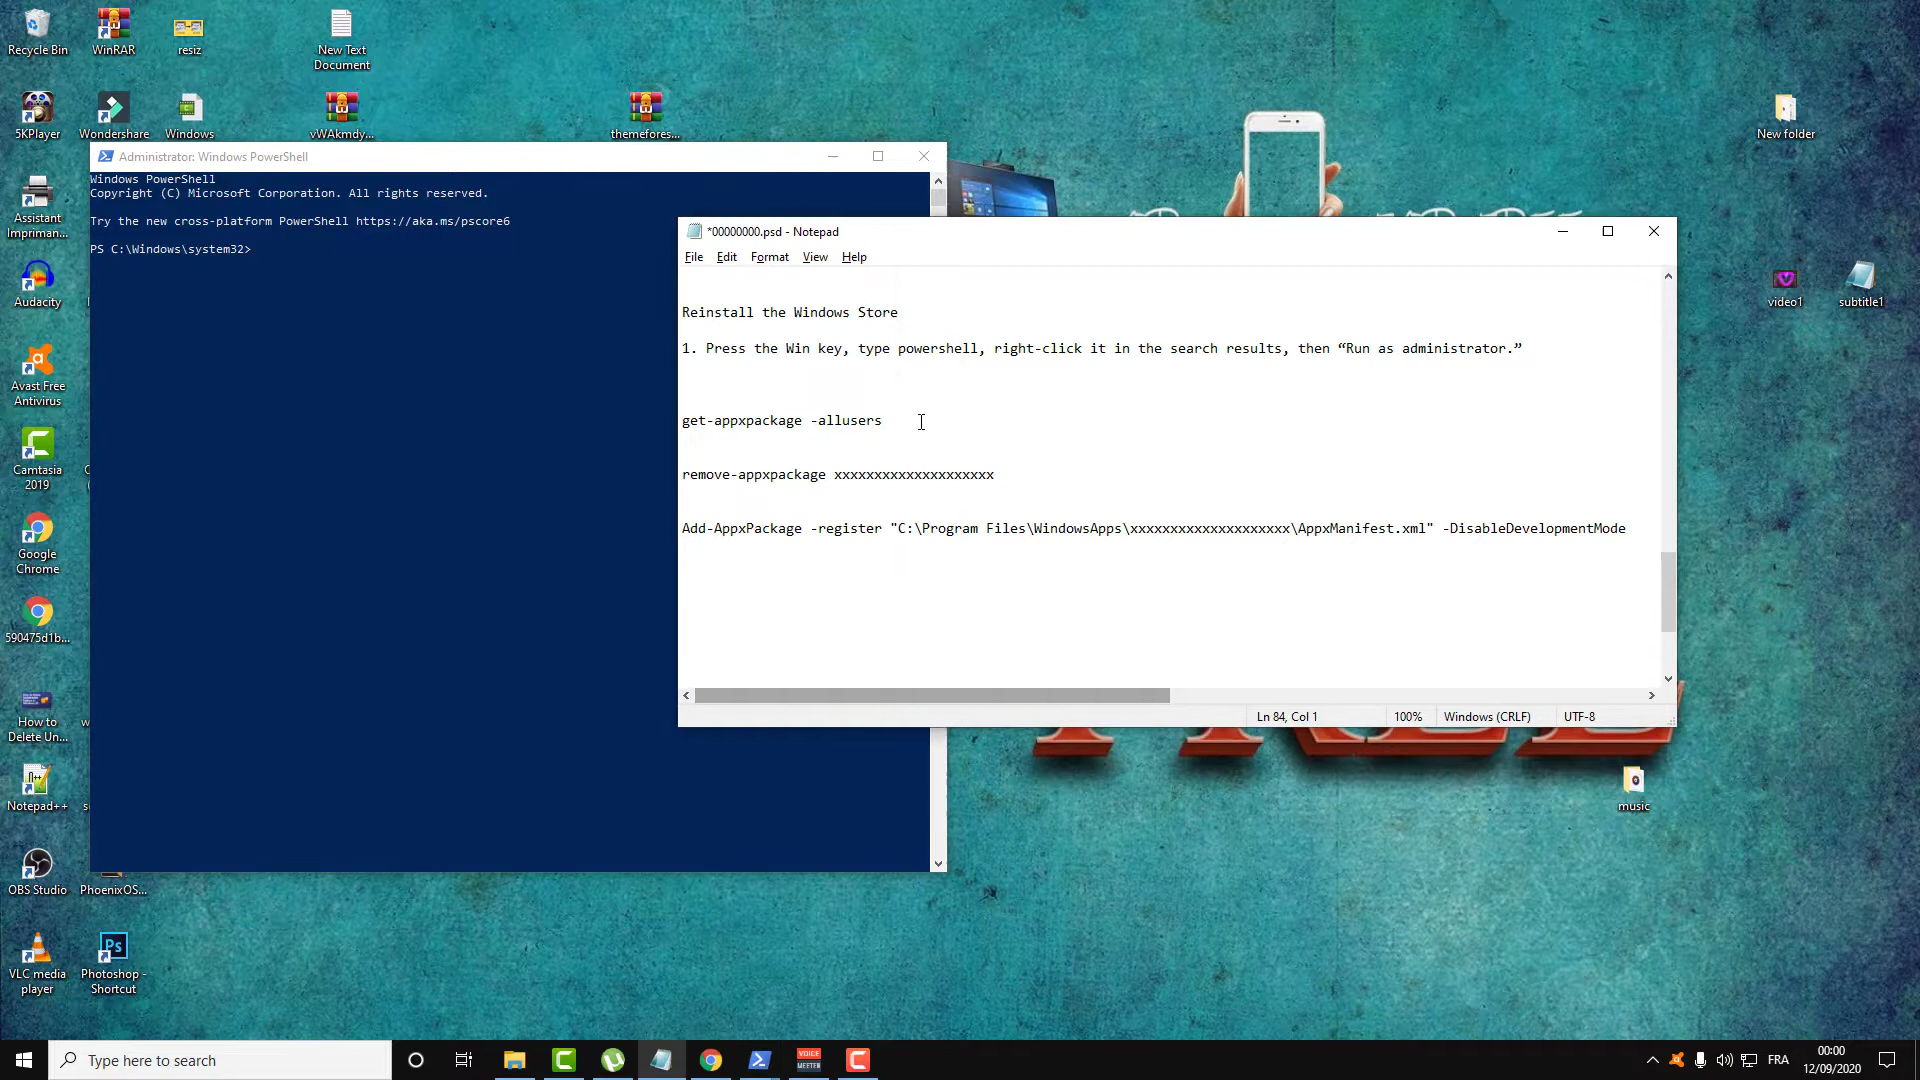 Recycle Bin
WinRAR
resiz
New Text
Document
5KPlayer
Wondershare
Windows
vWAkmdy...
themefores...
New folder
Assistant
Impriman...
Audacity
video1
subtitle1
Avast Free
Antivirus
Camtasia
2019
Google
Chrome
590475d1b...
How to
Delete Un...
Notepad++
music
OBS Studio
PhoenixOS...
VLC media
player
Photoshop -
Shortcut
Administrator: Windows PowerShell
Windows PowerShell
Copyright (C) Microsoft Corporation. All rights reserved.
Try the new cross-platform PowerShell https://aka.ms/pscore6
PS C:\Windows\system32>
*00000000.psd - Notepad
File Edit Format View Help
Reinstall the Windows Store
1. Press the Win key, type powershell, right-click it in the search results, then “Run as administrator.”
get-appxpackage -allusers
remove-appxpackage xxxxxxxxxxxxxxxxxxxx
Add-AppxPackage -register "C:\Program Files\WindowsApps\xxxxxxxxxxxxxxxxxxxx\AppxManifest.xml" -DisableDevelopmentMode
Ln 84, Col 1
100%
Windows (CRLF)
UTF-8
Type here to search
VOICE
MEETER
FRA
00:00
12/09/2020